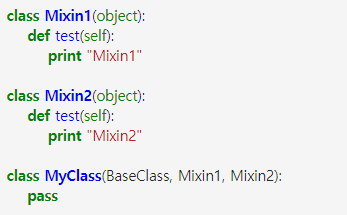 class Mixin1(object):
    def test(self):
        print "Mixin1"

class Mixin2(object):
    def test(self):
        print "Mixin2"

class MyClass(BaseClass, Mixin1, Mixin2):
    pass